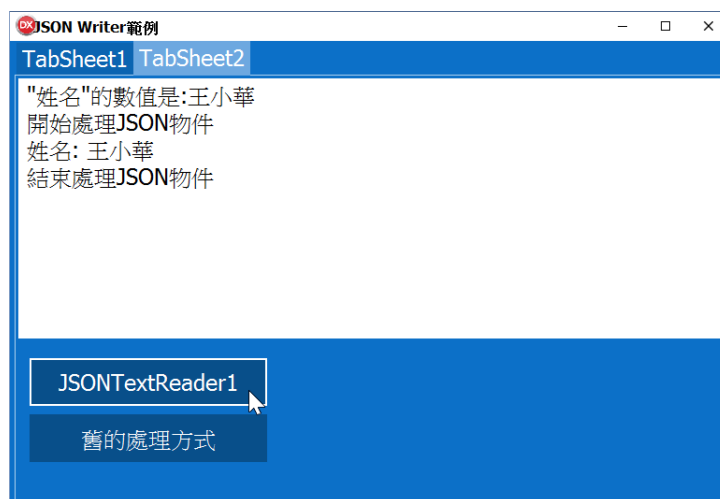 DX JSON Writer範例
TabSheet1 TabSheet2
"姓名"的數值是:王小華
開始處理JSON物件
姓名: 王小華
結束處理JSON物件
JSONTextReader1
舊的處理方式